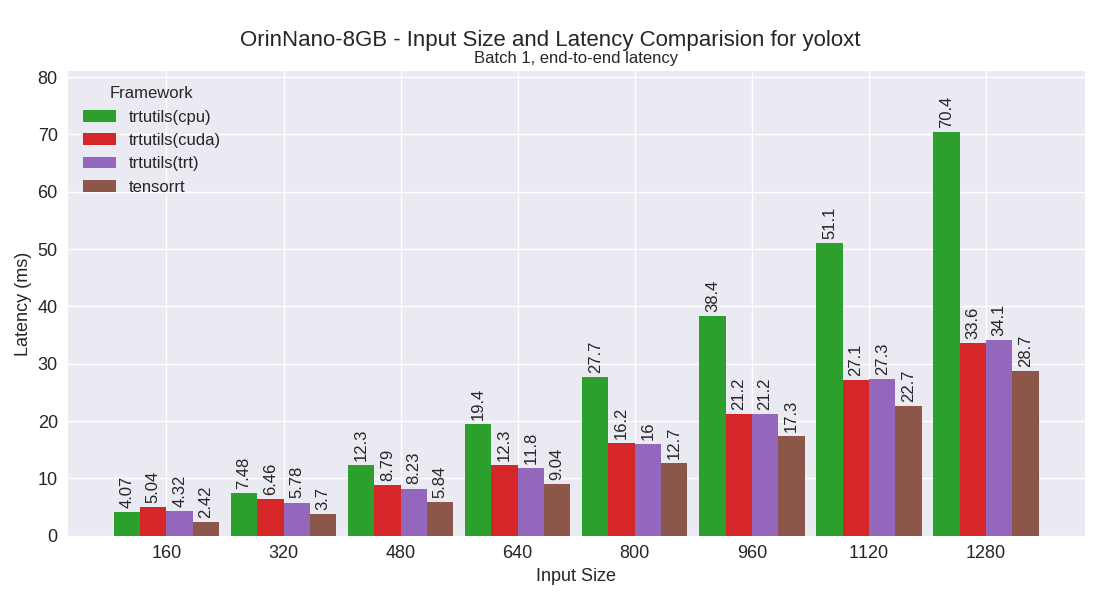 OrinNano-8GB - Input Size and Latency Comparision for yoloxt
Batch 1, end-to-end latency
Framework
trtutils(cpu)
trtutils(cuda)
trtutils(trt)
tensorrt
Latency (ms)
80
70
60
50
40
30
20
10
0
4.07 5.04 4.32 2.42
7.48 6.46 5.78 3.7
12.3 8.79 8.23 5.84
19.4 12.3 11.8 9.04
27.7 16.2 16 12.7
38.4 21.2 21.2 17.3
51.1 27.1 27.3 22.7
70.4 33.6 34.1 28.7
160 320 480 640 800 960 1120 1280
Input Size